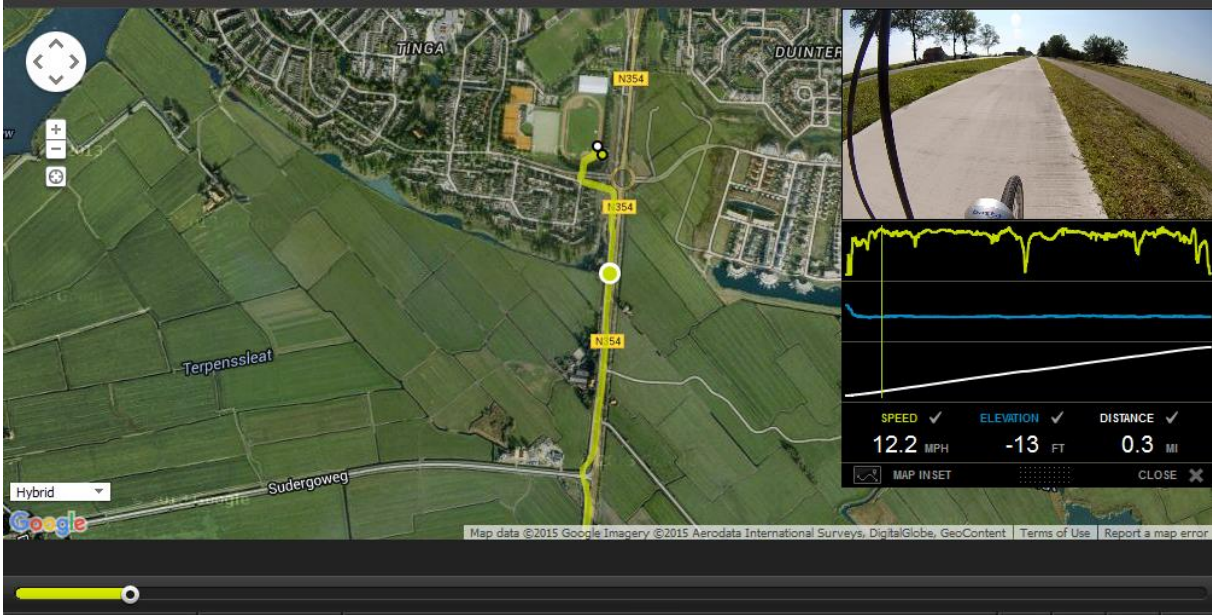 TINGA
DUINTER
N354
N354
N354
Terpenssleat
Sudergoweg
Hybrid
Google
Map data ©2015 Google Imagery ©2015 Aerodata International Surveys, DigitalGlobe, GeoContent
Terms of Use
Report a map error
SPEED ELEVATION DISTANCE
12.2 MPH -13 FT 0.3 MI
MAP INSET CLOSE